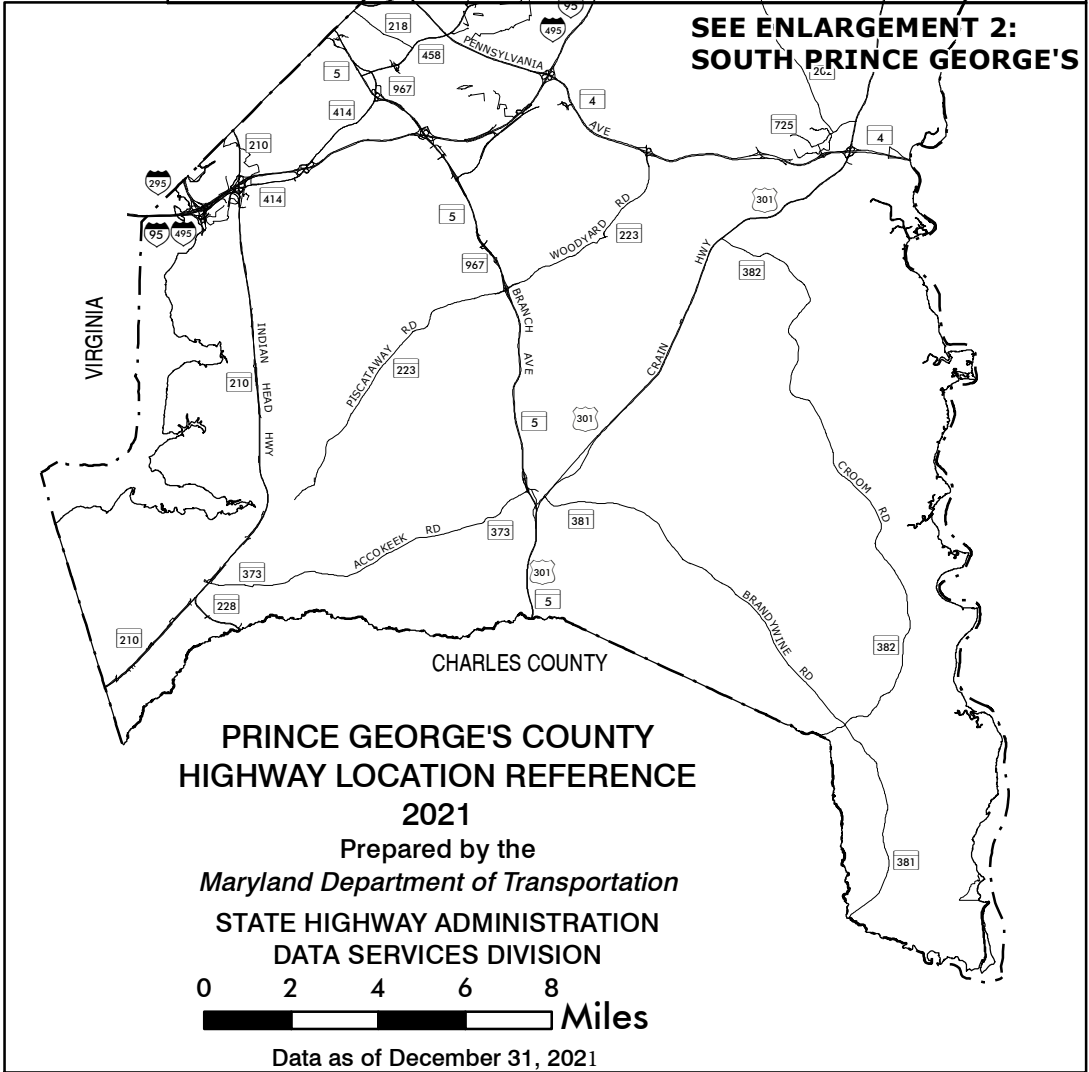 95
495
218
SEE ENLARGEMENT 2:
SOUTH PRINCE GEORGE'S
PENNSYLVANIA
458
5
967
202
4
414
AVE
725
4
210
295
414
301
5
WOODYARD RD
223
95
495
967
HWY
382
BRANCH
AVE
VIRGINIA
INDIAN
HEAD
HWY
PISCATAWAY RD
223
210
CRAIN
301
5
CROOM RD
373
381
ACCOKEEK RD
373
301
228
5
BRANDYWINE RD
210
382
CHARLES COUNTY
381
PRINCE GEORGE'S COUNTY
HIGHWAY LOCATION REFERENCE
2021
Prepared by the
Maryland Department of Transportation
STATE HIGHWAY ADMINISTRATION
DATA SERVICES DIVISION
0 2 4 6 8
Miles
Data as of December 31, 2021